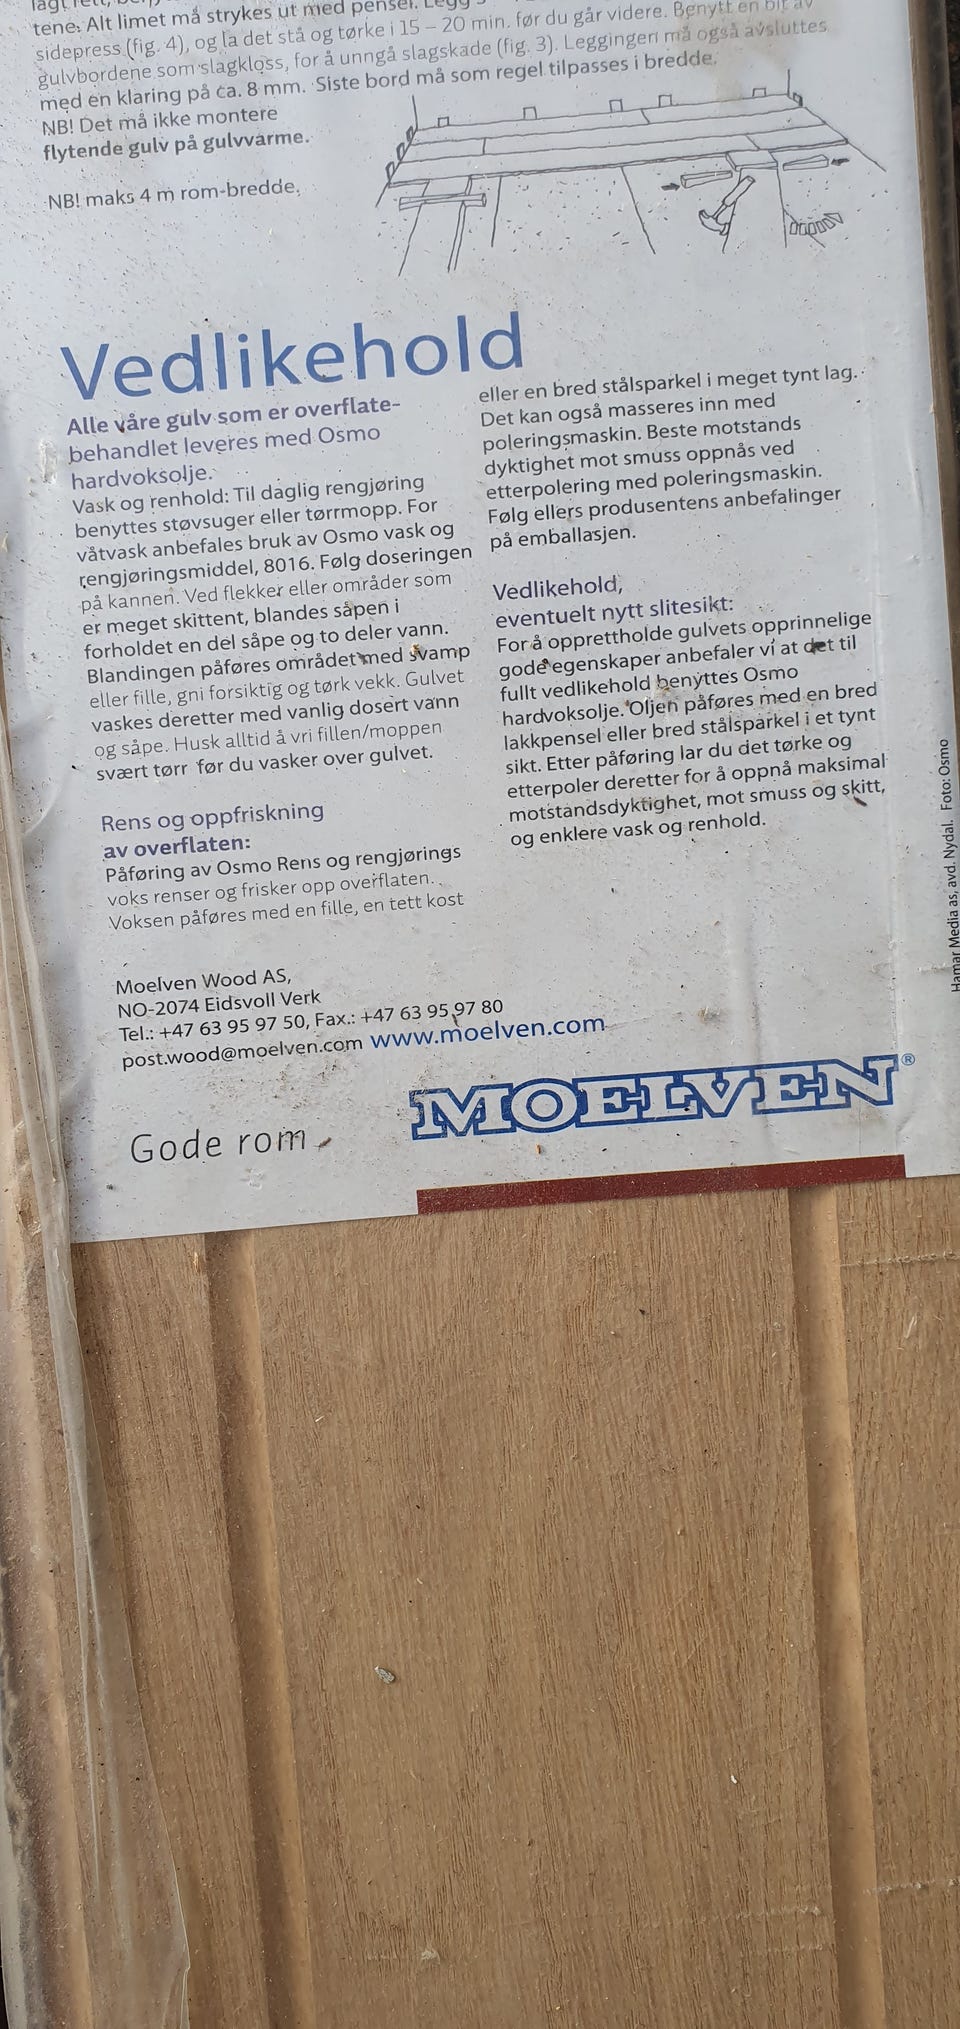 tene. Alt limet må strykes ut med pensel. Legg
sidepress (fig. 4), og la det stå og tørke i 15 – 20 min. før du går videre. Benytt en bit av
gulvbordene som slagkloss, for å unngå slagskade (fig. 3). Leggingen må også avsluttes
med en klaring på ca. 8 mm. Siste bord må som regel tilpasses i bredde.
NB! Det må ikke montere
flytende gulv på gulvvarme.
NB! maks 4 m rom-bredde.
Vedlikehold
Alle våre gulv som er overflate-
behandlet leveres med Osmo
hardvoksolje.
Vask og renhold: Til daglig rengjøring
benyttes støvsuger eller tørrmopp. For
våtvask anbefales bruk av Osmo vask og
rengjøringsmiddel, 8016. Følg doseringen
på kannen. Ved flekker eller områder som
er meget skittent, blandes såpen i
forholdet en del såpe og to deler vann.
Blandingen påføres området med svamp
eller fille, gni forsiktig og tørk vekk. Gulvet
vaskes deretter med vanlig dosert vann
og såpe. Husk alltid å vri fillen/moppen
svært tørr før du vasker over gulvet.
Rens og oppfriskning
av overflaten:
Påføring av Osmo Rens og rengjørings
voks renser og frisker opp overflaten.
Voksen påføres med en fille, en tett kost
eller en bred stålsparkel i meget tynt lag.
Det kan også masseres inn med
poleringsmaskin. Beste motstands
dyktighet mot smuss oppnås ved
etterpolering med poleringsmaskin.
Følg ellers produsentens anbefalinger
på emballasjen.
Vedlikehold,
eventuelt nytt slitesikt:
For å opprettholde gulvets opprinnelige
gode egenskaper anbefaler vi at det til
fullt vedlikehold benyttes Osmo
hardvoksolje. Oljen påføres med en bred
lakkpensel eller bred stålsparkel i et tynt
sikt. Etter påføring lar du det tørke og
etterpoler deretter for å oppnå maksimal
motstandsdyktighet, mot smuss og skitt,
og enklere vask og renhold.
Hamar Media as, avd. Nydal. Foto: Osmo
Moelven Wood AS,
NO-2074 Eidsvoll Verk
Tel.: +47 63 95 97 50, Fax.: +47 63 95 97 80
post.wood@moelven.com www.moelven.com
Gode rom
MOELVEN®